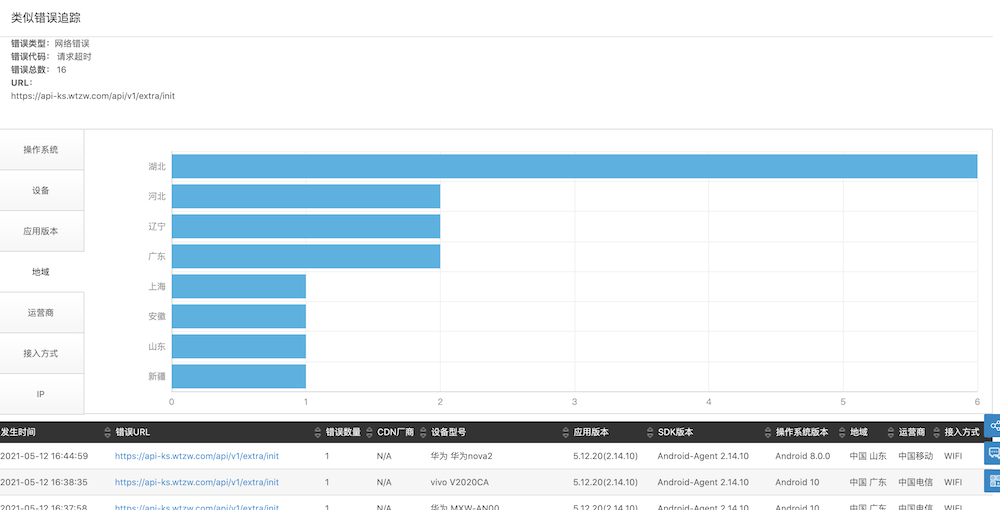 类似错误追踪
错误类型: 网络错误
错误代码: 请求超时
错误总数: 16
URL:
https://api-ks.wtzw.com/api/v1/extra/init
操作系统
设备
应用版本
地域
运营商
接入方式
IP
湖北
河北
辽宁
广东
上海
安徽
山东
新疆
0 1 2 3 4 5 6
发生时间 错误URL 错误数量 CDN厂商 设备型号 应用版本 SDK版本 操作系统版本 地域 运营商 接入方式
2021-05-12 16:44:59 https://api-ks.wtzw.com/api/v1/extra/init 1 N/A 华为 华为nova2 5.12.20(2.14.10) Android-Agent 2.14.10 Android 8.0.0 中国 山东 中国移动 WIFI
2021-05-12 16:38:35 https://api-ks.wtzw.com/api/v1/extra/init 1 N/A vivo V2020CA 5.12.20(2.14.10) Android-Agent 2.14.10 Android 10 中国 广东 中国电信 WIFI
2021-05-12 16:37:58 https://api-ks.wtzw.com/api/v1/extra/init 1 N/A 华为 MXW-AN00 5.12.20(2.14.10) Android-Agent 2.14.10 Android 10 中国 广东 中国电信 WIFI